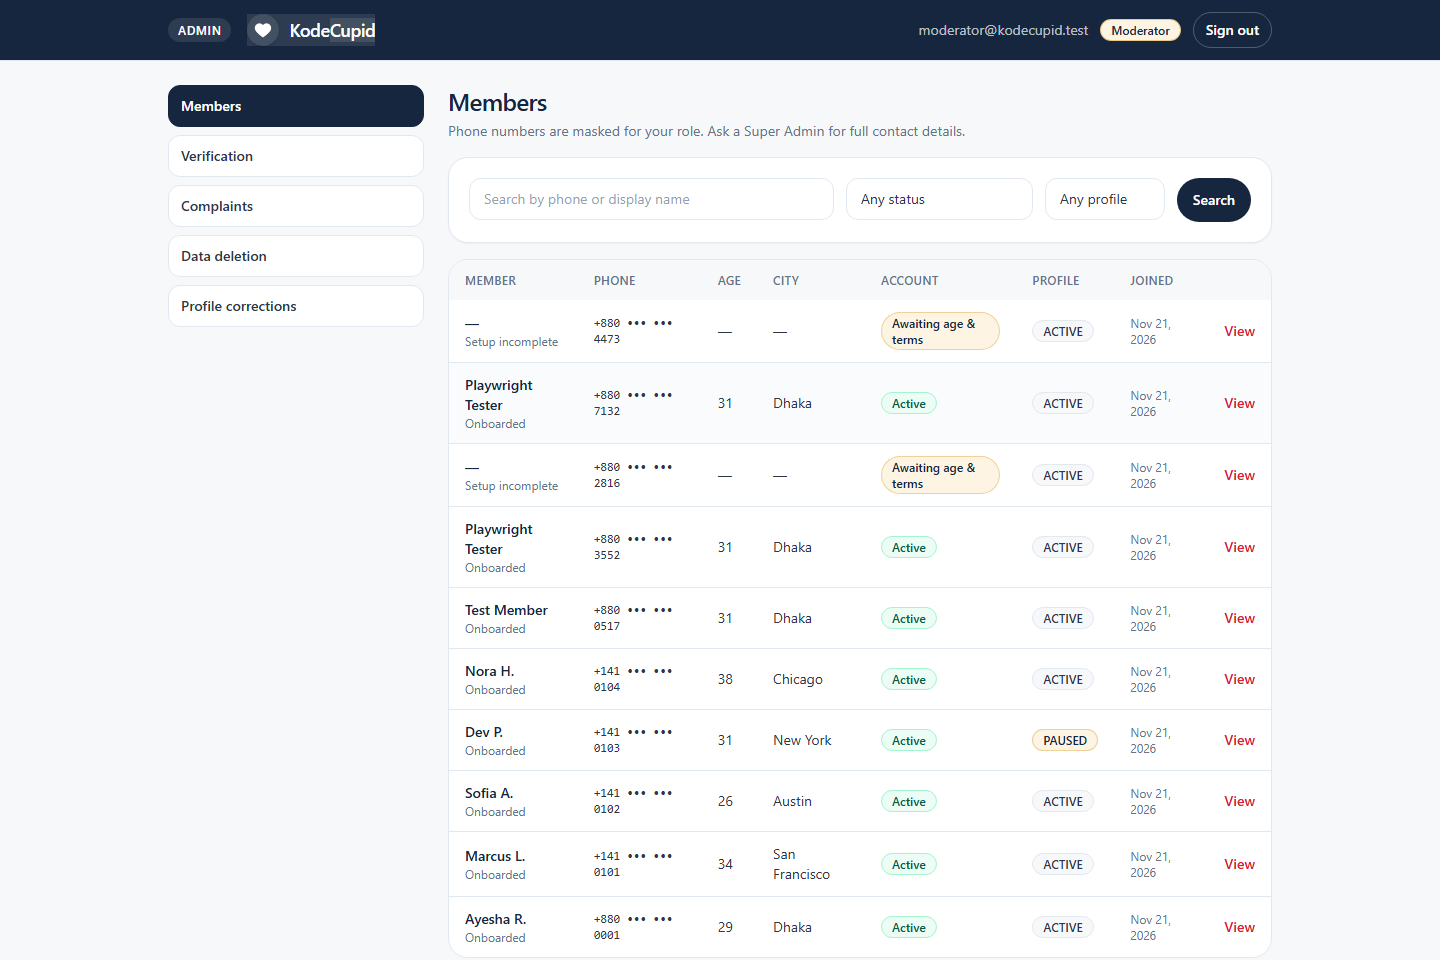 ADMIN KodeCupid moderator@kodecupid.test Moderator Sign out
Members
Verification
Complaints
Data deletion
Profile corrections
Members
Phone numbers are masked for your role. Ask a Super Admin for full contact details.
Search by phone or display name Any status Any profile Search
MEMBER PHONE AGE CITY ACCOUNT PROFILE JOINED
— Setup incomplete +880 ••• ••• 4473 — — Awaiting age & terms ACTIVE Nov 21, 2026 View
Playwright Tester Onboarded +880 ••• ••• 7132 31 Dhaka Active ACTIVE Nov 21, 2026 View
— Setup incomplete +880 ••• ••• 2816 — — Awaiting age & terms ACTIVE Nov 21, 2026 View
Playwright Tester Onboarded +880 ••• ••• 3552 31 Dhaka Active ACTIVE Nov 21, 2026 View
Test Member Onboarded +880 ••• ••• 0517 31 Dhaka Active ACTIVE Nov 21, 2026 View
Nora H. Onboarded +141 ••• ••• 0104 38 Chicago Active ACTIVE Nov 21, 2026 View
Dev P. Onboarded +141 ••• ••• 0103 31 New York Active PAUSED Nov 21, 2026 View
Sofia A. Onboarded +141 ••• ••• 0102 26 Austin Active ACTIVE Nov 21, 2026 View
Marcus L. Onboarded +141 ••• ••• 0101 34 San Francisco Active ACTIVE Nov 21, 2026 View
Ayesha R. Onboarded +880 ••• ••• 0001 29 Dhaka Active ACTIVE Nov 21, 2026 View